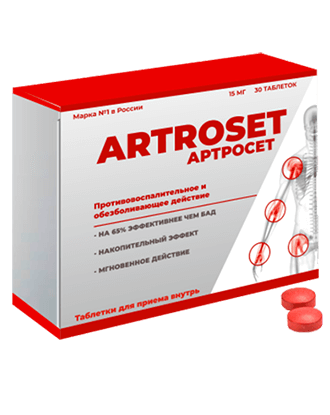 Марка №1 в России
15 МГ 30 ТАБЛЕТОК
ARTROSET
АРТРОСЕТ
Противовоспалительное и
обезболивающее действие
• НА 65% ЭФФЕКТИВНЕЕ ЧЕМ БАД
• НАКОПИТЕЛЬНЫЙ ЭФФЕКТ
• МГНОВЕННОЕ ДЕЙСТВИЕ
Таблетки для приема внутрь